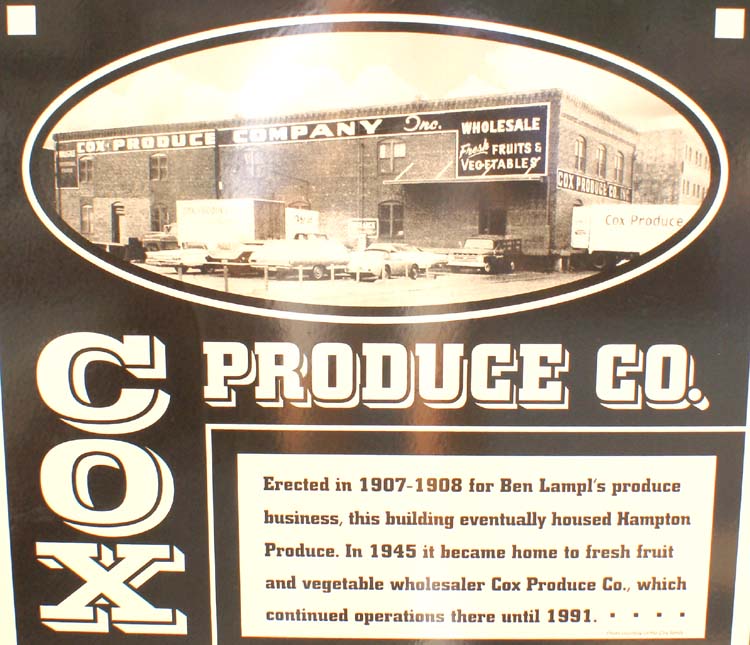 COX PRODUCE COMPANY Inc.
WHOLESALE
Fresh FRUITS &
VEGETABLES
COX PRODUCE CO. INC.
Cox Produce
COX
PRODUCE CO.
Erected in 1907-1908 for Ben Lampl's produce
business, this building eventually housed Hampton
Produce. In 1945 it became home to fresh fruit
and vegetable wholesaler Cox Produce Co., which
continued operations there until 1991. · · · ·